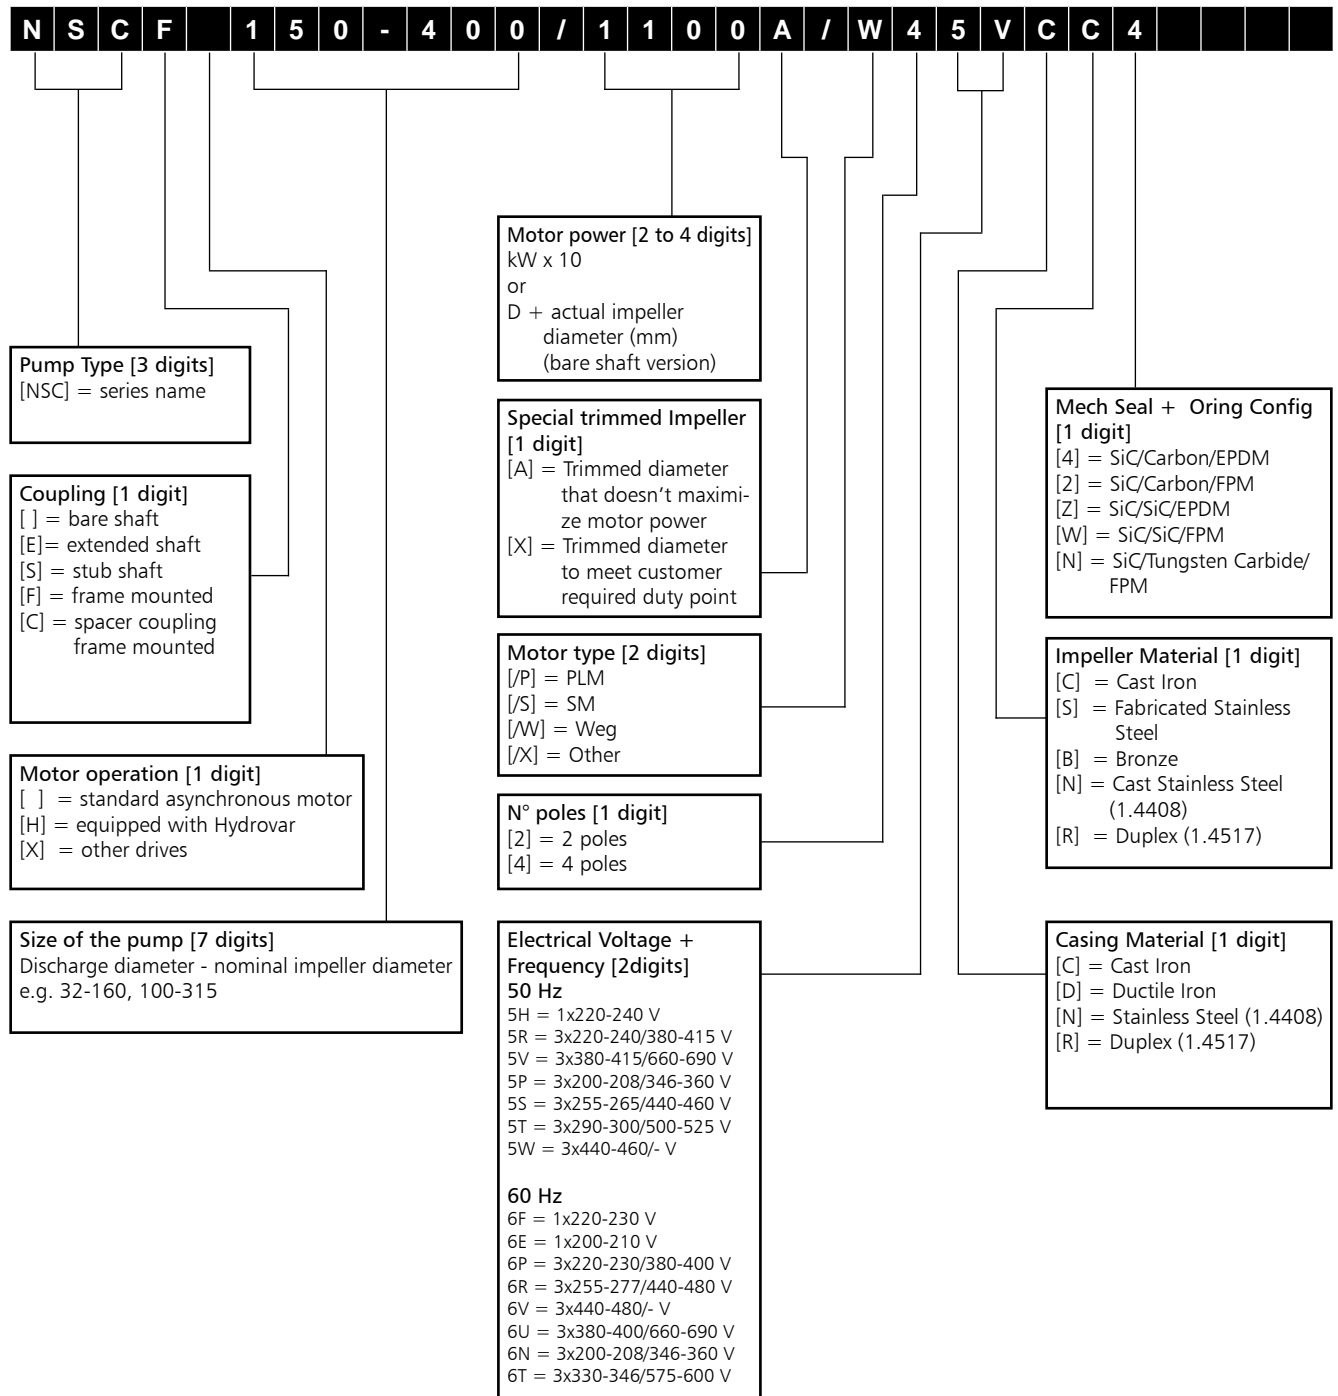 N S C F 1 5 0 - 4 0 0 / 1 1 0 0 A / W 4 5 V C C 4
Motor power [2 to 4 digits]
kW x 10
or
D + actual impeller
diameter (mm)
(bare shaft version)
Pump Type [3 digits]
[NSC] = series name
Coupling [1 digit]
[ ] = bare shaft
[E]= extended shaft
[S] = stub shaft
[F] = frame mounted
[C] = spacer coupling
frame mounted
Motor operation [1 digit]
[ ] = standard asynchronous motor
[H] = equipped with Hydrovar
[X] = other drives
Size of the pump [7 digits]
Discharge diameter - nominal impeller diameter
e.g. 32-160, 100-315
Special trimmed Impeller
[1 digit]
[A] = Trimmed diameter
that doesn't maximi-
ze motor power
[X] = Trimmed diameter
to meet customer
required duty point
Motor type [2 digits]
[/P] = PLM
[/S] = SM
[/W] = Weg
[/X] = Other
N° poles [1 digit]
[2] = 2 poles
[4] = 4 poles
Electrical Voltage +
Frequency [2digits]
50 Hz
5H = 1x220-240 V
5R = 3x220-240/380-415 V
5V = 3x380-415/660-690 V
5P = 3x200-208/346-360 V
5S = 3x255-265/440-460 V
5T = 3x290-300/500-525 V
5W = 3x440-460/- V
60 Hz
6F = 1x220-230 V
6E = 1x200-210 V
6P = 3x220-230/380-400 V
6R = 3x255-277/440-480 V
6V = 3x440-480/- V
6U = 3x380-400/660-690 V
6N = 3x200-208/346-360 V
6T = 3x330-346/575-600 V
Mech Seal + Oring Config
[1 digit]
[4] = SiC/Carbon/EPDM
[2] = SiC/Carbon/FPM
[Z] = SiC/SiC/EPDM
[W] = SiC/SiC/FPM
[N] = SiC/Tungsten Carbide/
FPM
Impeller Material [1 digit]
[C] = Cast Iron
[S] = Fabricated Stainless
Steel
[B] = Bronze
[N] = Cast Stainless Steel
(1.4408)
[R] = Duplex (1.4517)
Casing Material [1 digit]
[C] = Cast Iron
[D] = Ductile Iron
[N] = Stainless Steel (1.4408)
[R] = Duplex (1.4517)